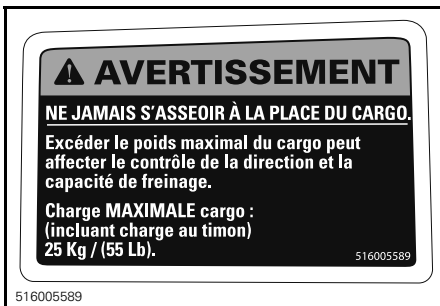 AVERTISSEMENT
NE JAMAIS S'ASSEOIR À LA PLACE DU CARGO.
Excéder le poids maximal du cargo peut
affecter le contrôle de la direction et la
capacité de freinage.
Charge MAXIMALE cargo :
(incluant charge au timon)
25 Kg / (55 Lb).
516005589
516005589